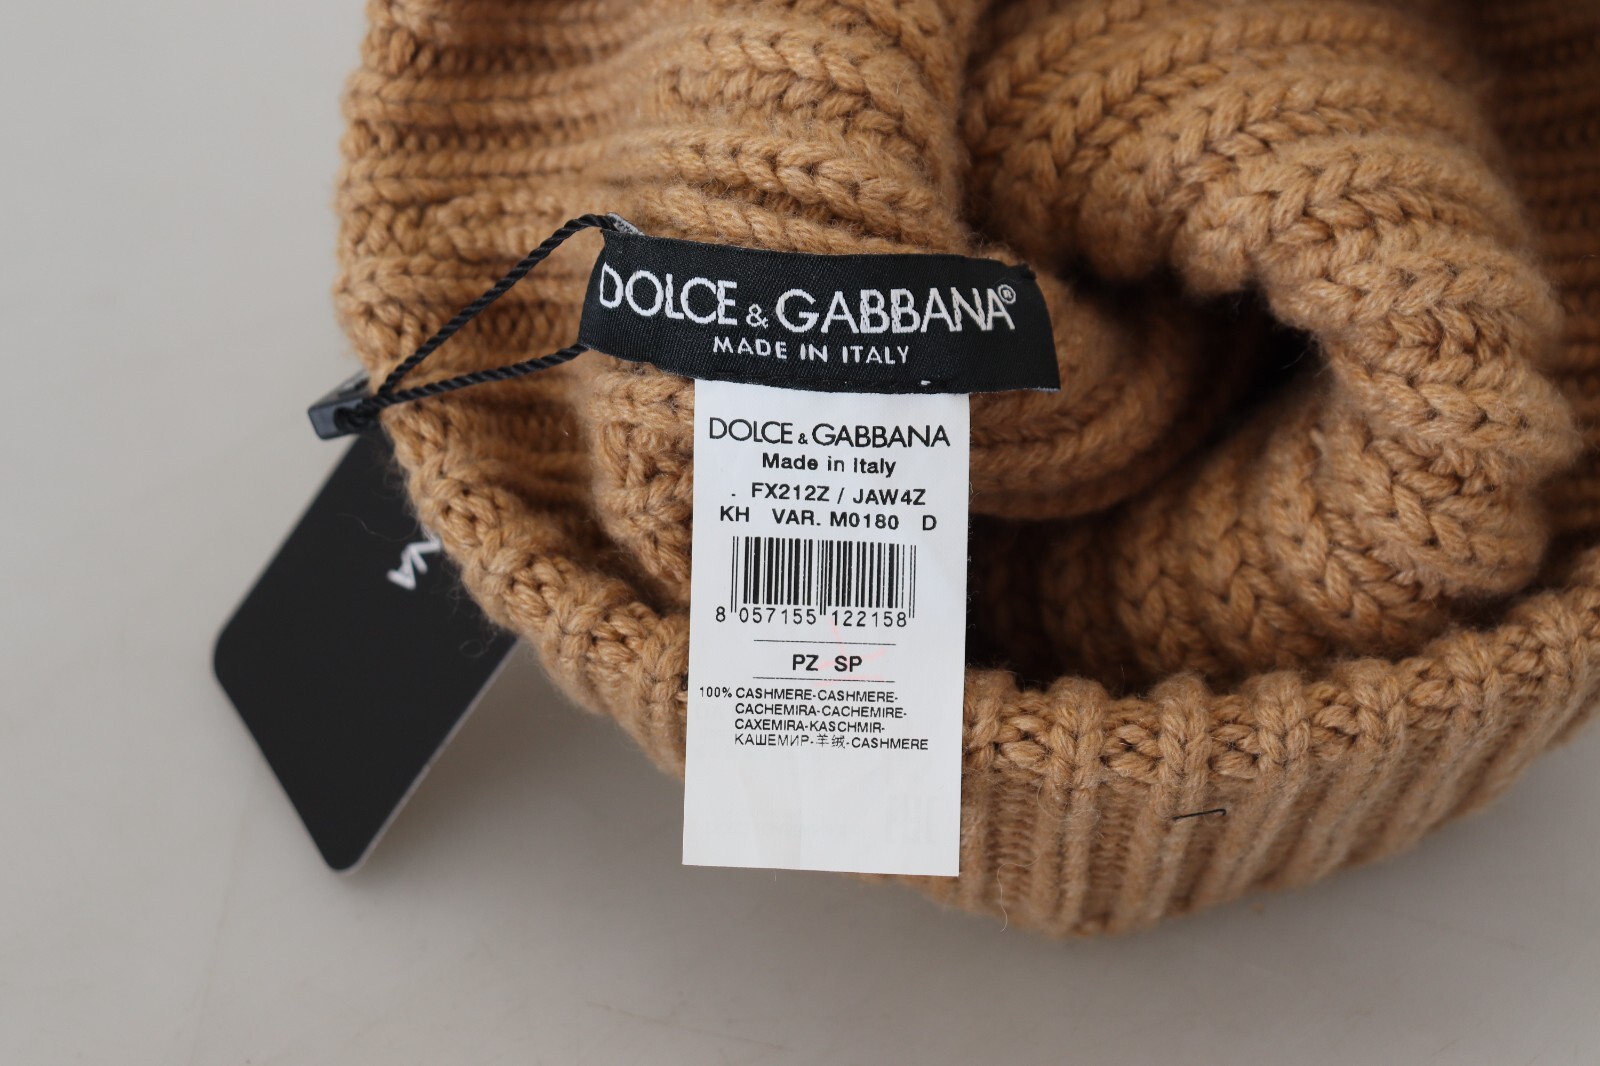 DOLCE & GABBANA®
MADE IN ITALY
DOLCE & GABBANA
Made in Italy
. FX212Z / JAW4Z
KH VAR. M0180 D
8 057155 122158
PZ SP
100% CASHMERE-CASHMERE-
CACHEMIRA-CACHEMIRE-
CAXEMIRA-KASCHMIR-
КАШЕМИР-羊绒-CASHMERE